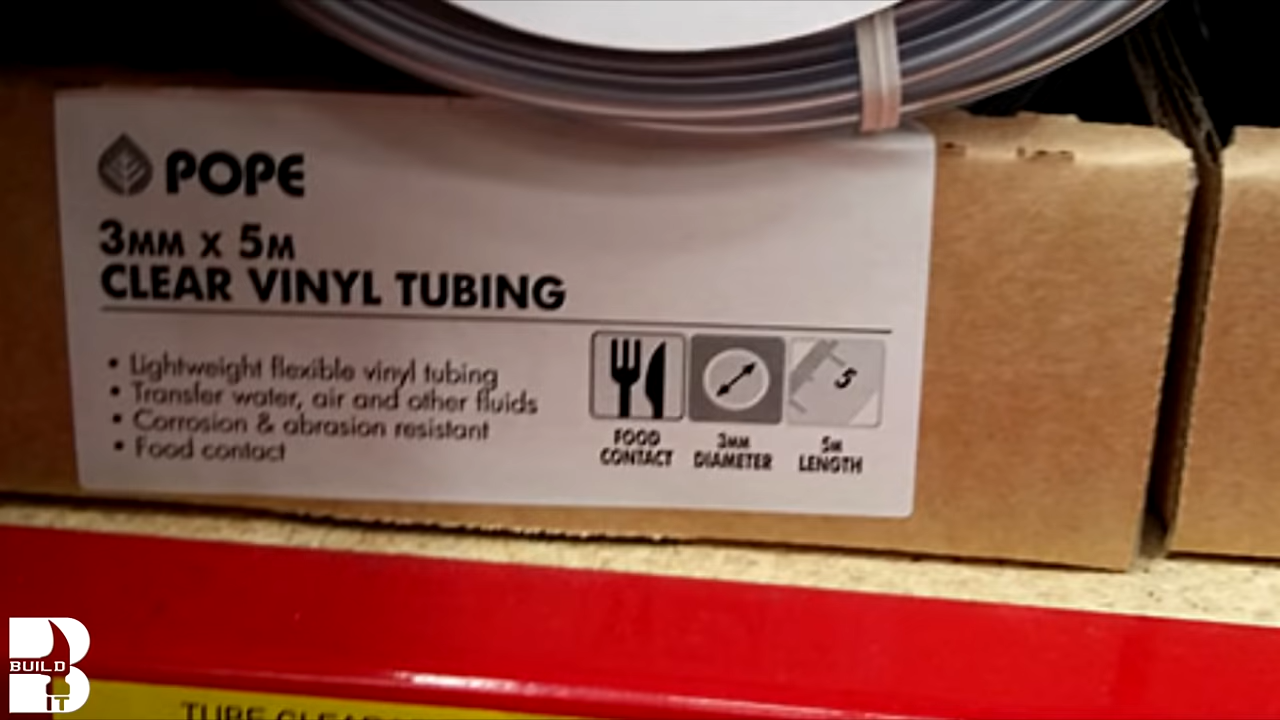 POPE
3MM X 5M
CLEAR VINYL TUBING
• Lightweight flexible vinyl tubing
• Transfer water, air and other fluids
• Corrosion & abrasion resistant
• Food contact
5
FOOD CONTACT
3MM DIAMETER
5M LENGTH
BUILD
IT
TUBE CLEAR